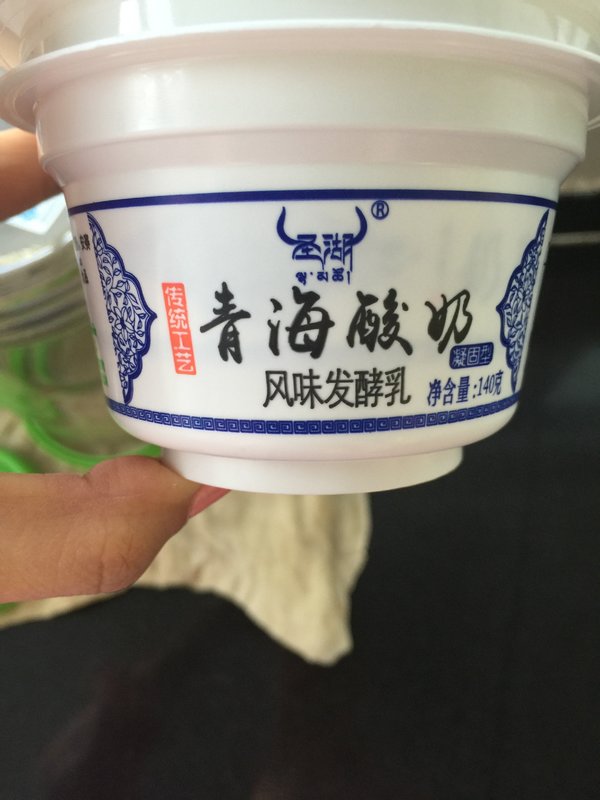 圣湖®
ལྷ་མཚོ།
传统工艺
青海酸奶
凝固型
风味发酵乳
净含量:140克